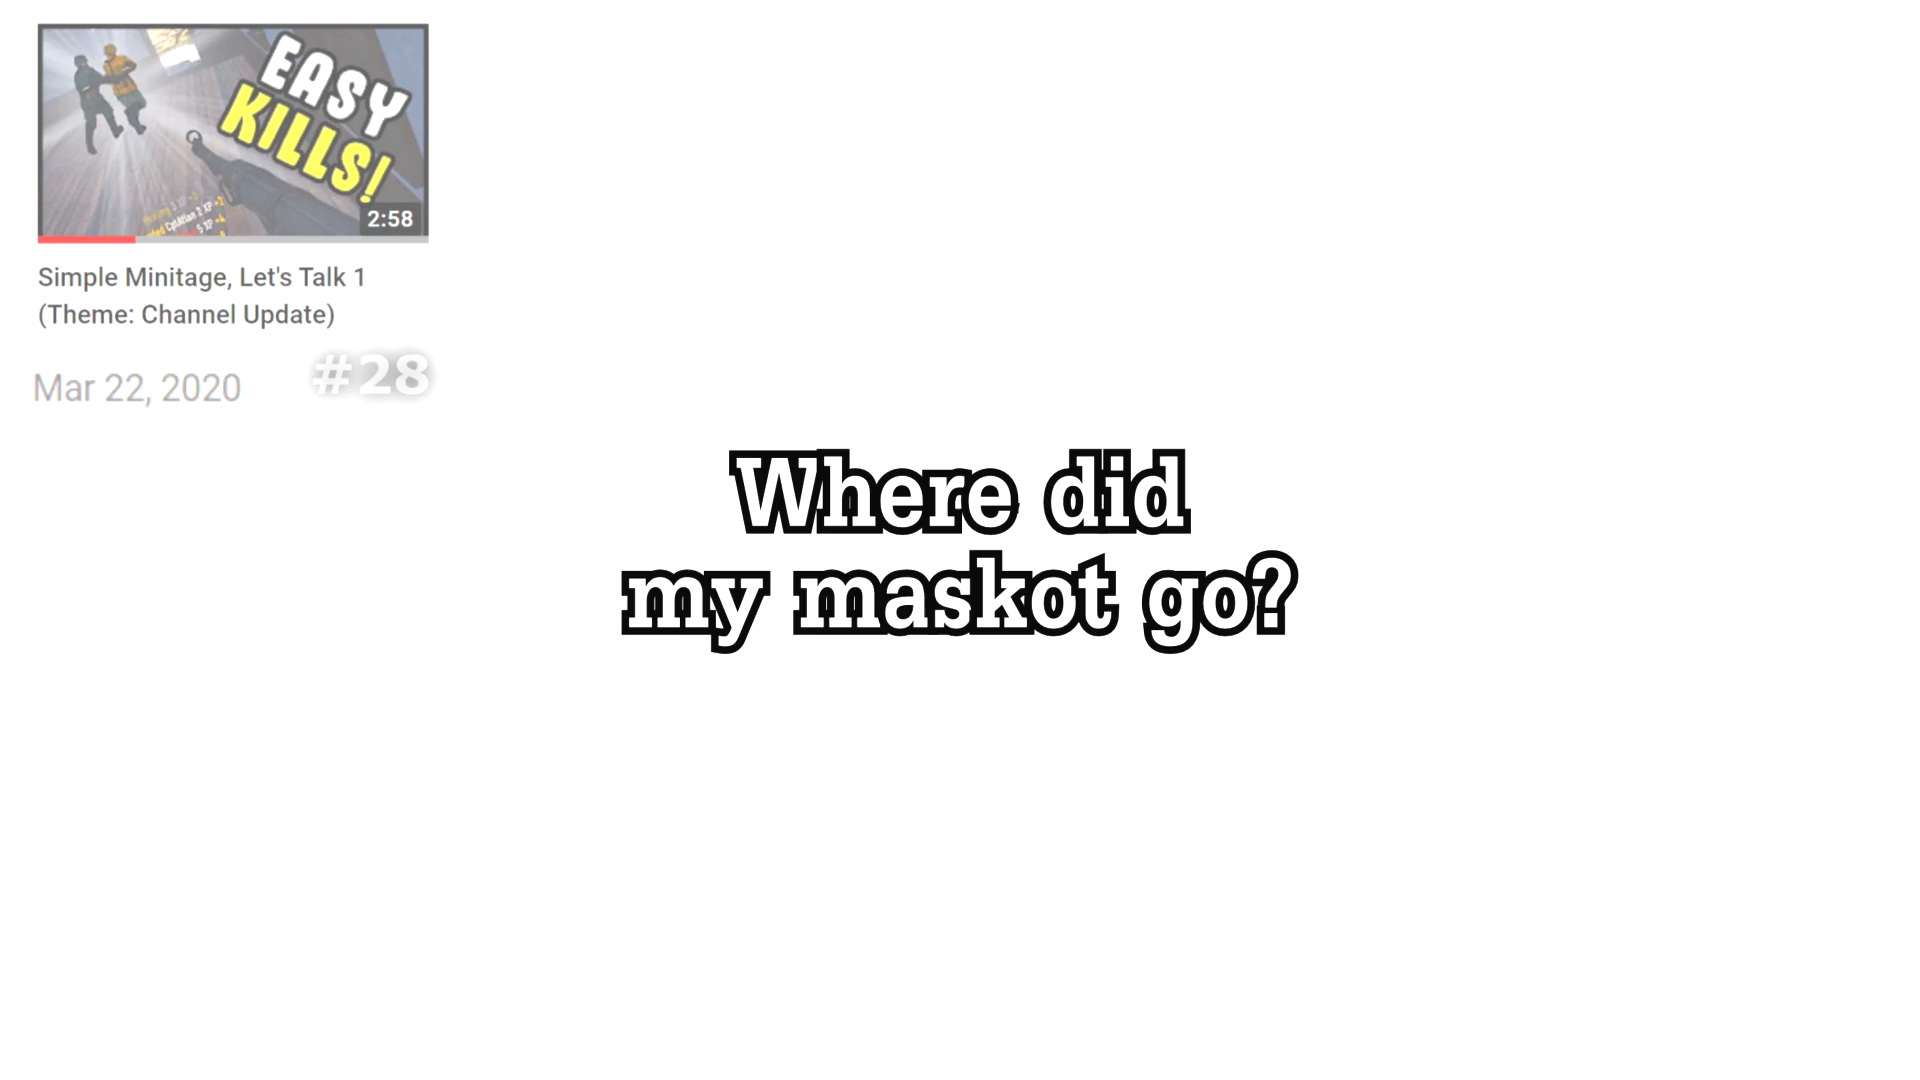 EASY
KILLS!
2:58
Simple Minitage, Let's Talk 1
(Theme: Channel Update)
Mar 22, 2020
#28
Where did
my maskot go?